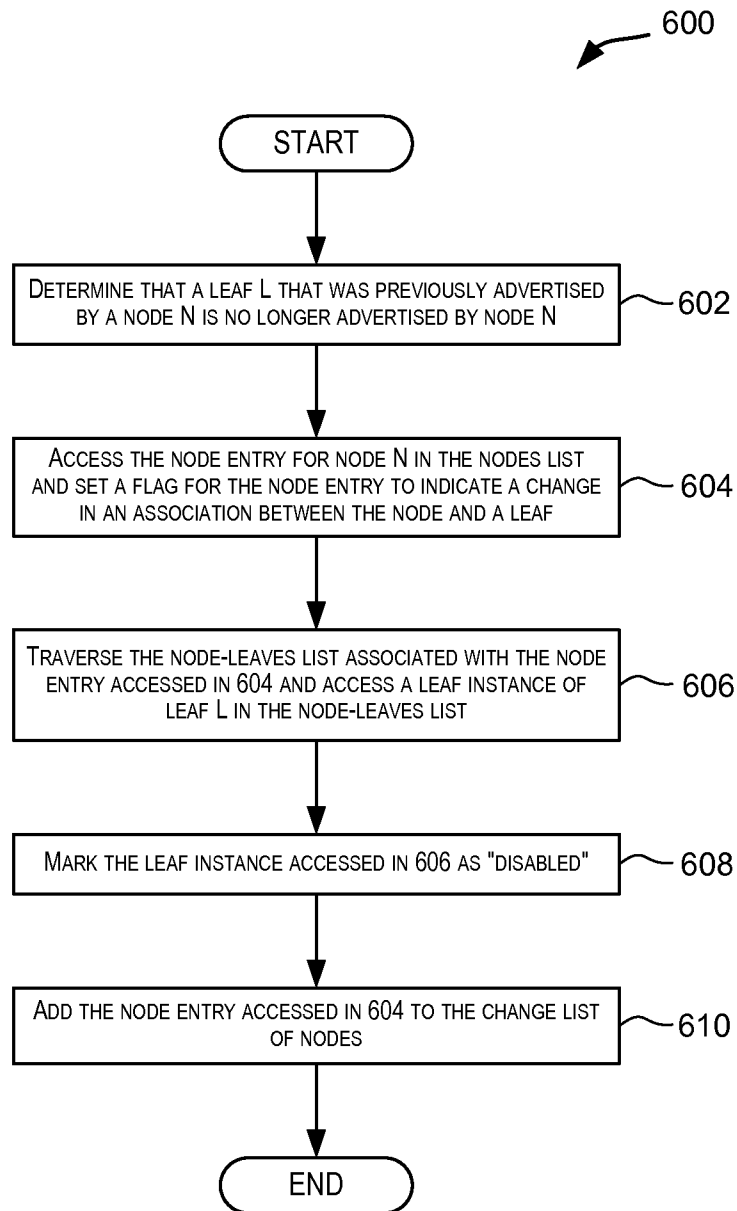 600
START
DETERMINE THAT A LEAF L THAT WAS PREVIOUSLY ADVERTISED
BY A NODE N IS NO LONGER ADVERTISED BY NODE N
602
ACCESS THE NODE ENTRY FOR NODE N IN THE NODES LIST
AND SET A FLAG FOR THE NODE ENTRY TO INDICATE A CHANGE
IN AN ASSOCIATION BETWEEN THE NODE AND A LEAF
604
TRAVERSE THE NODE-LEAVES LIST ASSOCIATED WITH THE NODE
ENTRY ACCESSED IN 604 AND ACCESS A LEAF INSTANCE OF
LEAF L IN THE NODE-LEAVES LIST
606
MARK THE LEAF INSTANCE ACCESSED IN 606 AS "DISABLED"
608
ADD THE NODE ENTRY ACCESSED IN 604 TO THE CHANGE LIST
OF NODES
610
END